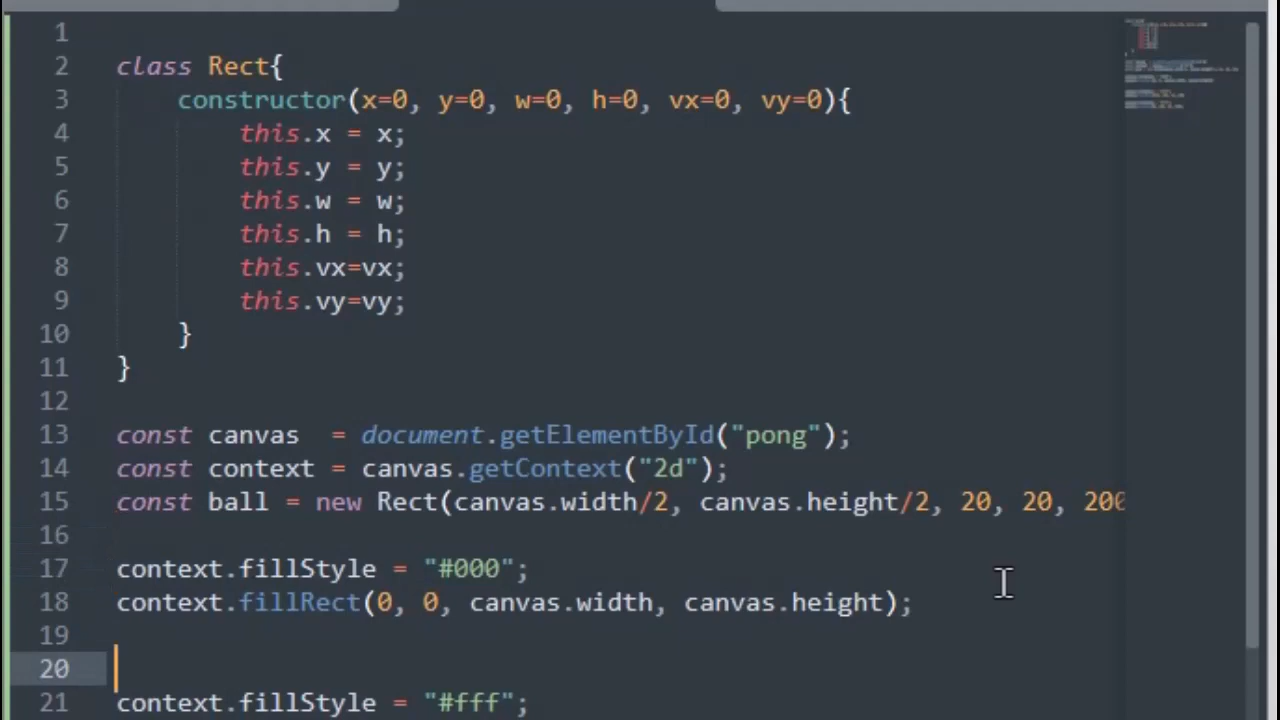 1
2 class Rect{
3 constructor(x=0, y=0, w=0, h=0, vx=0, vy=0){
4 this.x = x;
5 this.y = y;
6 this.w = w;
7 this.h = h;
8 this.vx=vx;
9 this.vy=vy;
10 }
11 }
12
13 const canvas  = document.getElementById("pong");
14 const context = canvas.getContext("2d");
15 const ball = new Rect(canvas.width/2, canvas.height/2, 20, 20, 200
16
17 context.fillStyle = "#000";
18 context.fillRect(0, 0, canvas.width, canvas.height);
19
20
21 context.fillStyle = "#fff";